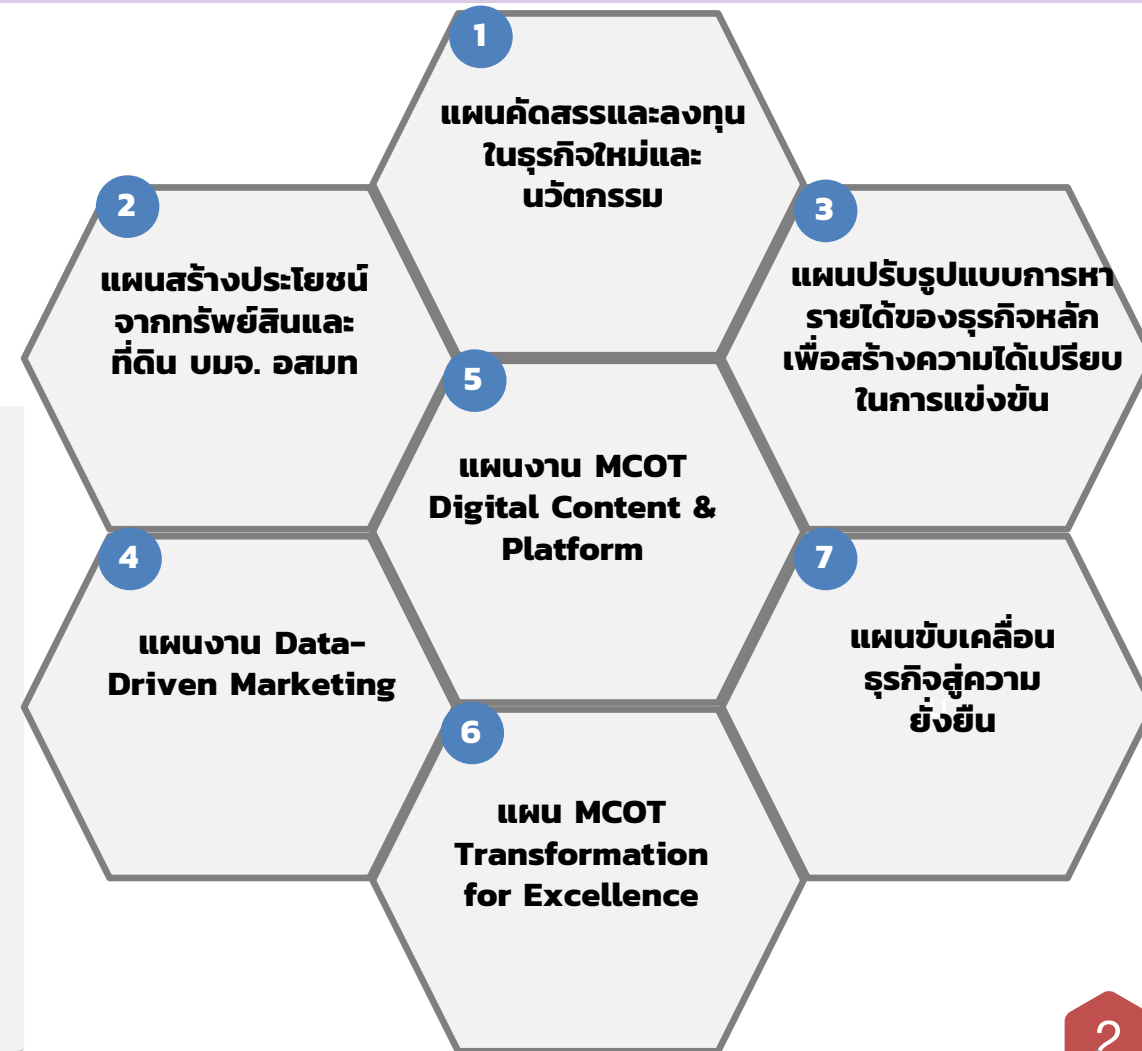 1
แผนคัดสรรและลงทุน
ในธุรกิจใหม่และ
นวัตกรรม
2
แผนสร้างประโยชน์
จากทรัพย์สินและ
ที่ดิน บมจ. อสมท
3
แผนปรับรูปแบบการหา
รายได้ของธุรกิจหลัก
เพื่อสร้างความได้เปรียบ
ในการแข่งขัน
4
แผนงาน Data-
Driven Marketing
5
แผนงาน MCOT
Digital Content &
Platform
6
แผน MCOT
Transformation
for Excellence
7
แผนขับเคลื่อน
ธุรกิจสู่ความ
ยั่งยืน
2